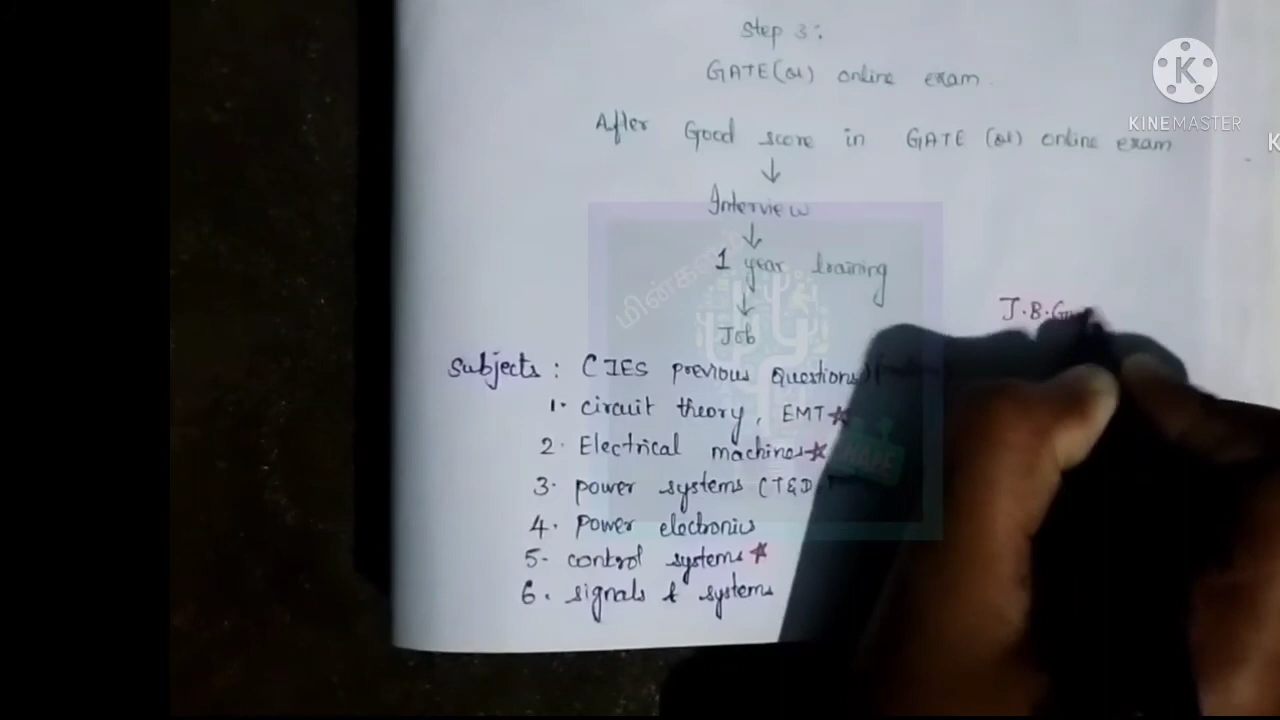 Step 3:
GATE (or) online exam.
After Good score in GATE (or) online exam
↓
Interview
↓
1 year training
↓
Job
J.B.G
Subjects : (IES previous Questions)
1. circuit theory, EMT ☆
2. Electrical machines ☆
3. power systems (T&D,
4. Power electronics
5. control systems ☆
6. signals & systems
KINEMASTER
K